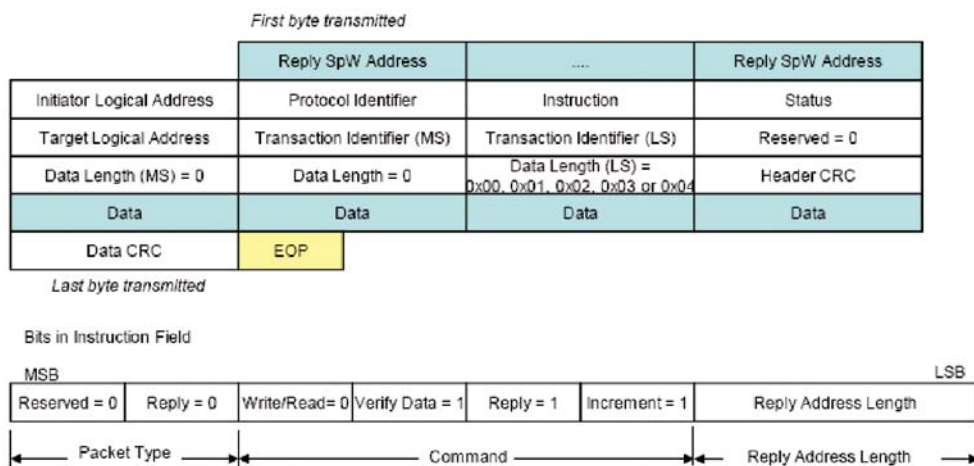 First byte transmitted
Reply SpW Address
....
Reply SpW Address
Initiator Logical Address
Protocol Identifier
Instruction
Status
Target Logical Address
Transaction Identifier (MS)
Transaction Identifier (LS)
Reserved = 0
Data Length (MS) = 0
Data Length = 0
Data Length (LS) =
0x00, 0x01, 0x02, 0x03 or 0x04
Header CRC
Data
Data
Data
Data
Data CRC
EOP
Last byte transmitted
Bits in Instruction Field
MSB
LSB
Reserved = 0
Reply = 0
Write/Read= 0
Verify Data = 1
Reply = 1
Increment = 1
Reply Address Length
Packet Type
Command
Reply Address Length